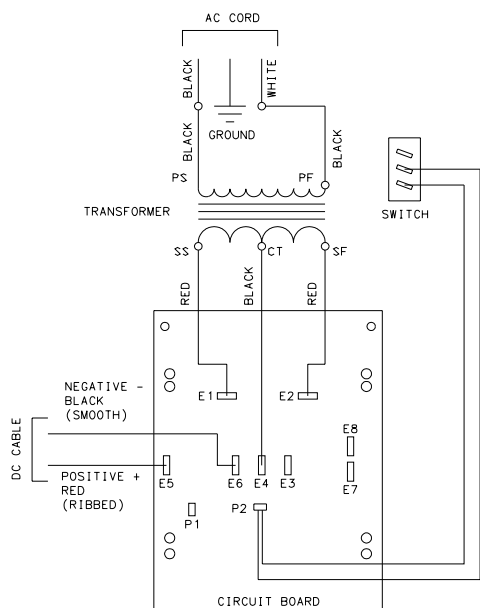 AC CORD
BLACK
WHITE
GROUND
BLACK
BLACK
PS
PF
TRANSFORMER
SWITCH
SS
CT
SF
RED
BLACK
RED
NEGATIVE -
BLACK
(SMOOTH)
E1
E2
DC CABLE
E8
POSITIVE +
RED
(RIBBED)
E5
E6
E4
E3
E7
P1
P2
CIRCUIT BOARD